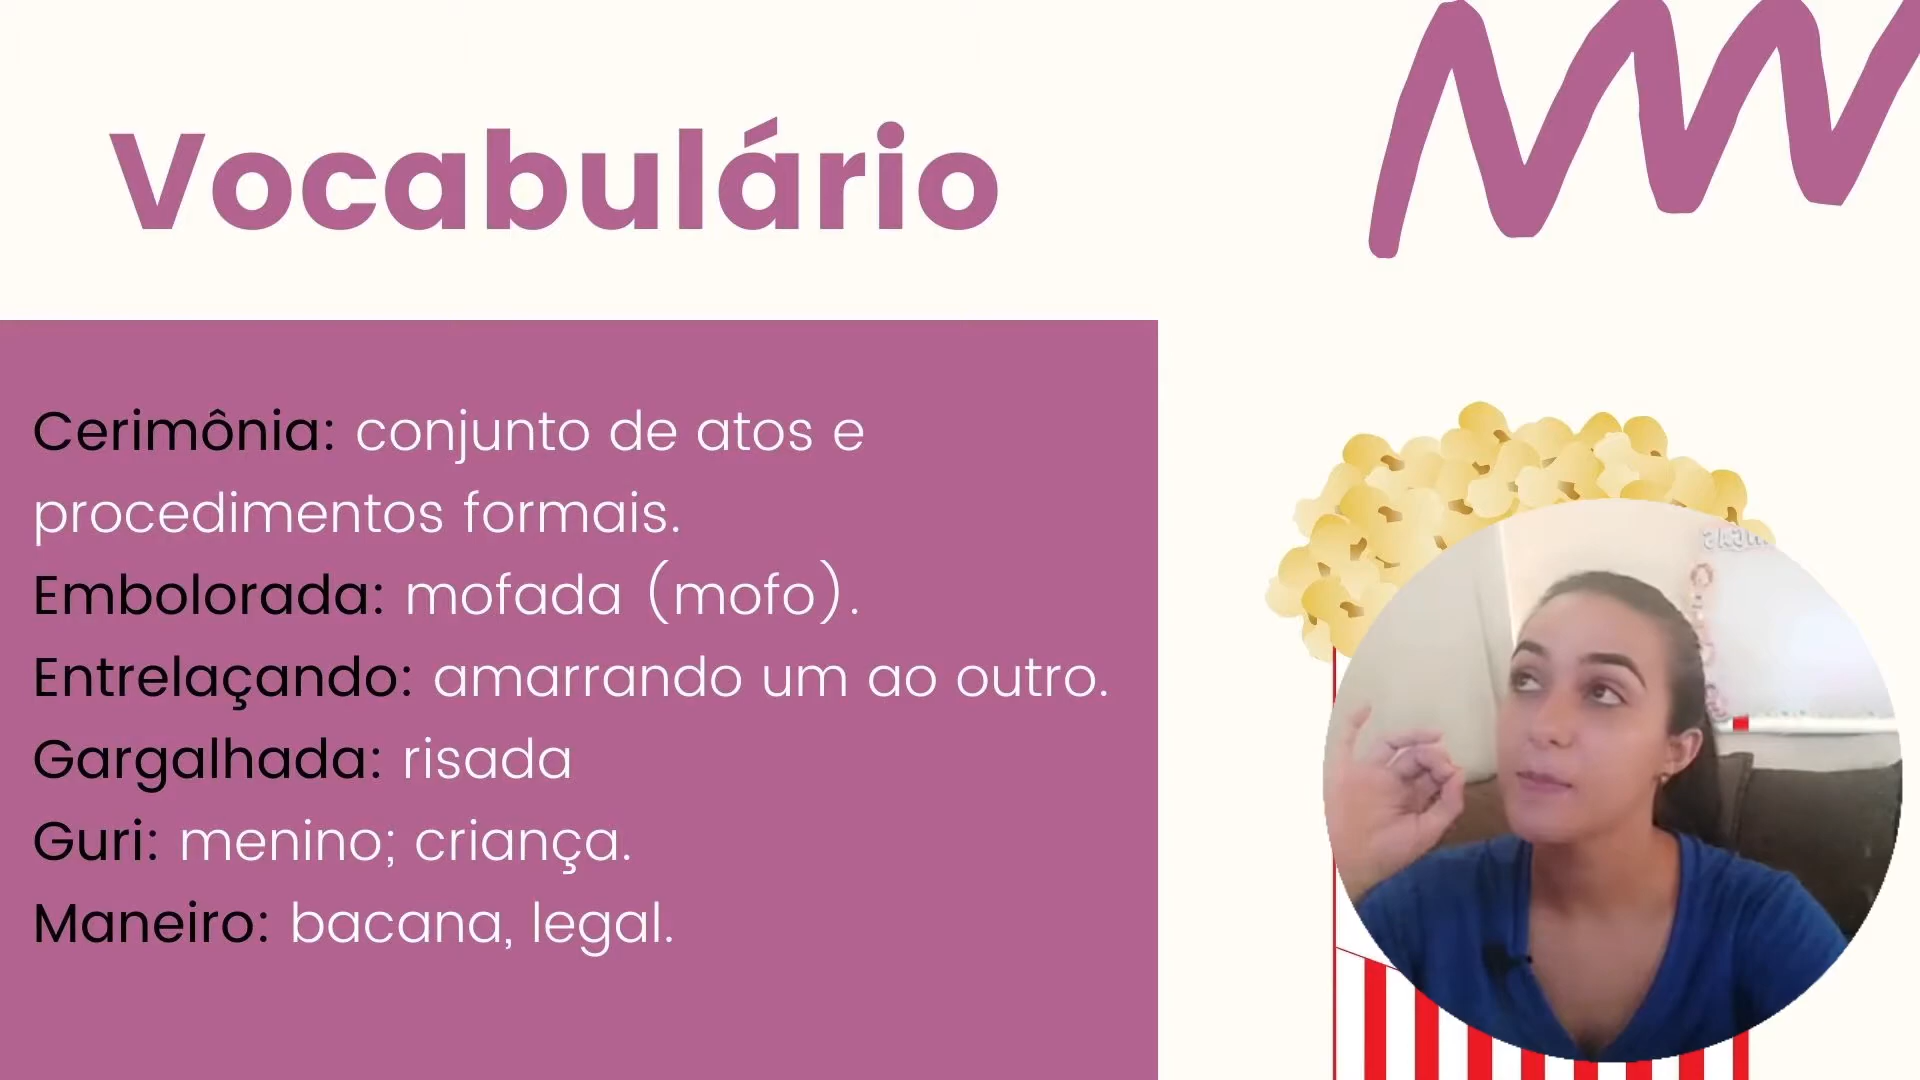 Vocabulário
Cerimônia: conjunto de atos e
procedimentos formais.
Embolorada: mofada (mofo).
Entrelaçando: amarrando um ao outro.
Gargalhada: risada
Guri: menino; criança.
Maneiro: bacana, legal.